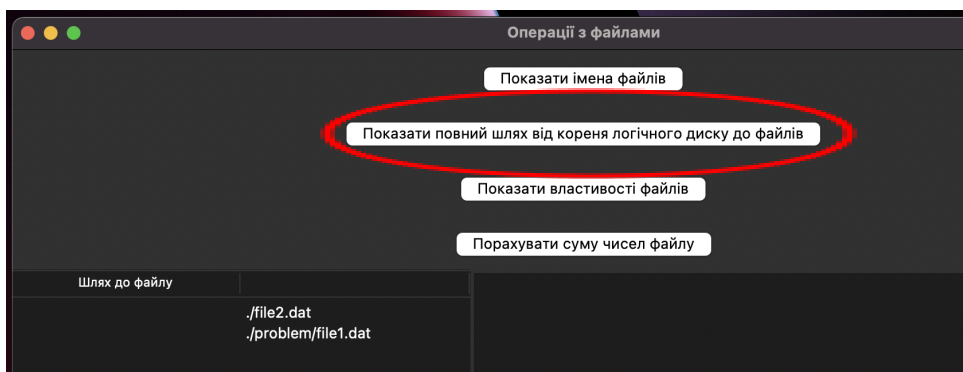 Операції з файлами
Показати імена файлів
Показати повний шлях від кореня логічного диску до файлів
Показати властивості файлів
Порахувати суму чисел файлу
Шлях до файлу
./file2.dat
./problem/file1.dat